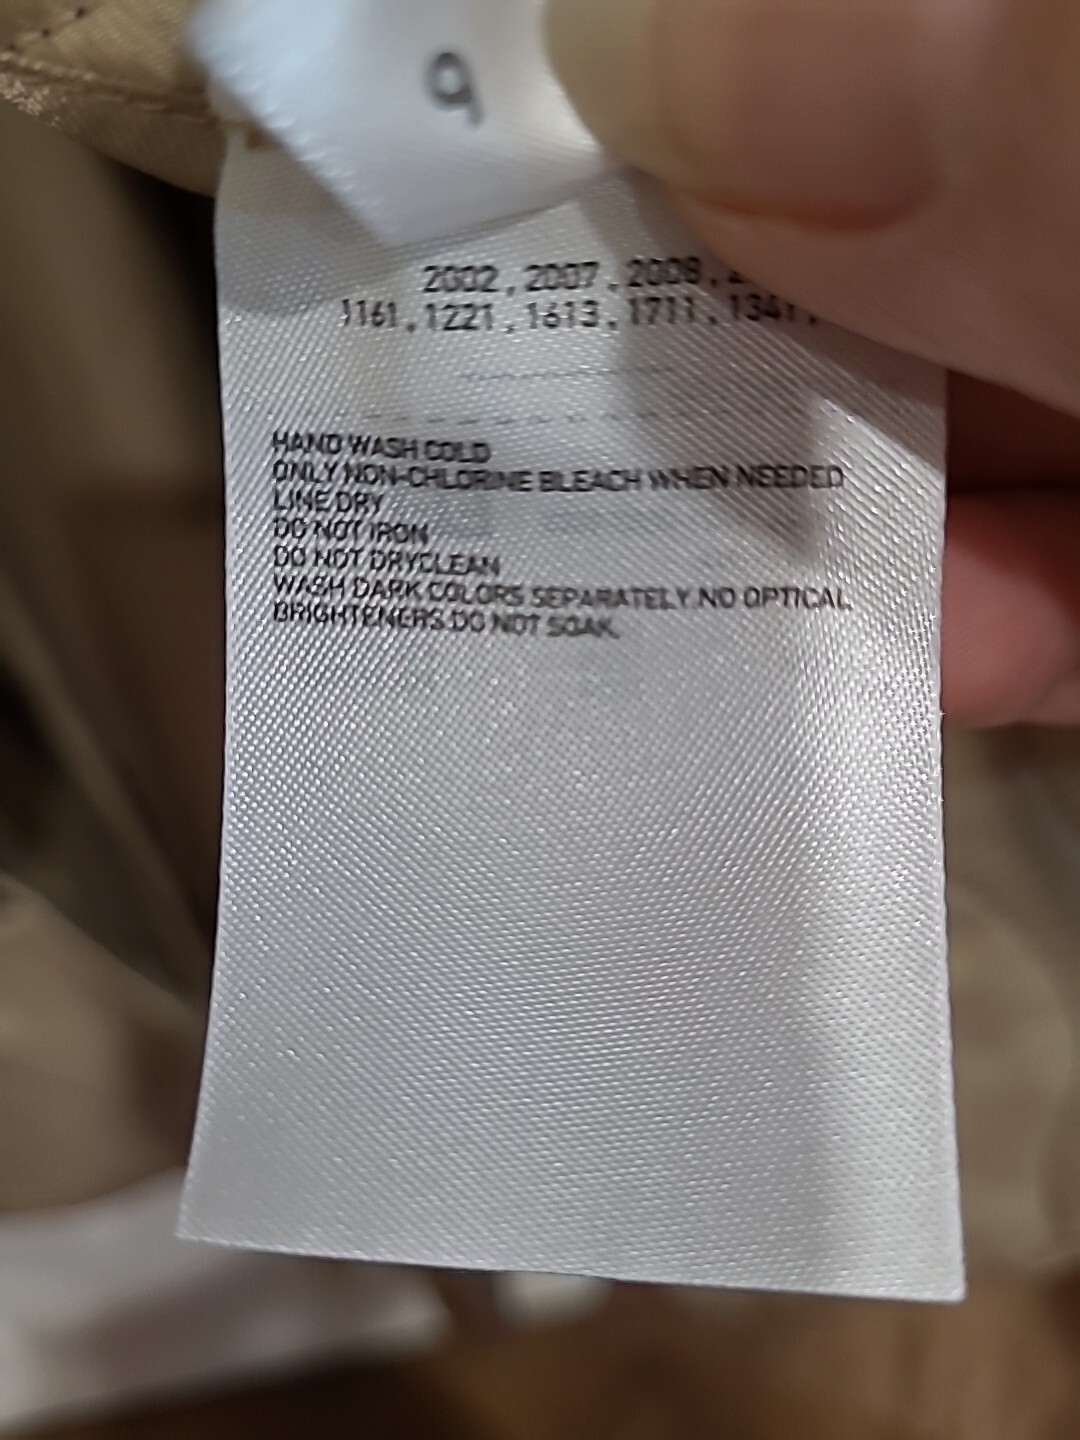 9
2002, 2007, 2008,
1161, 1221, 1613, 1711, 1341,
HAND WASH COLD
ONLY NON-CHLORINE BLEACH WHEN NEEDED
LINE DRY
DO NOT IRON
DO NOT DRYCLEAN
WASH DARK COLORS SEPARATELY. NO OPTICAL
BRIGHTENERS. DO NOT SOAK.